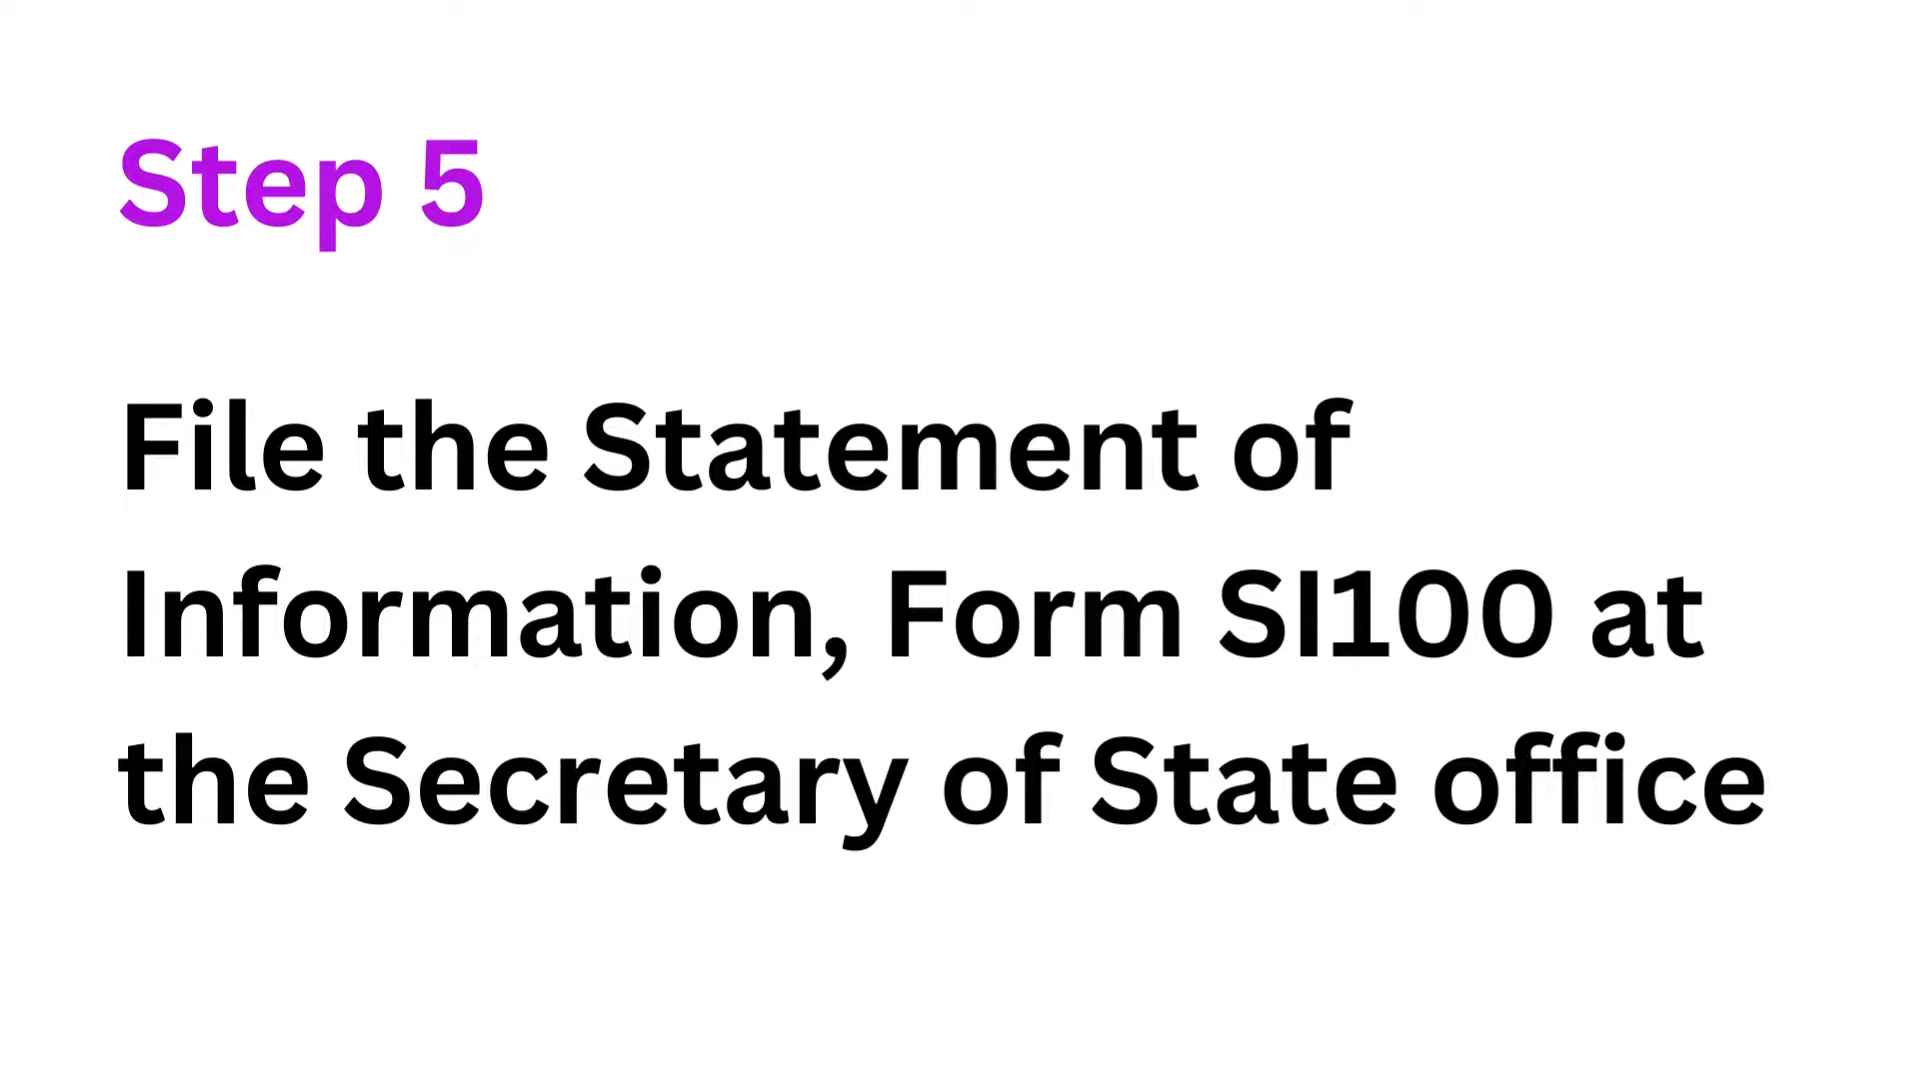 Step 5
File the Statement of
Information, Form SI100 at
the Secretary of State office